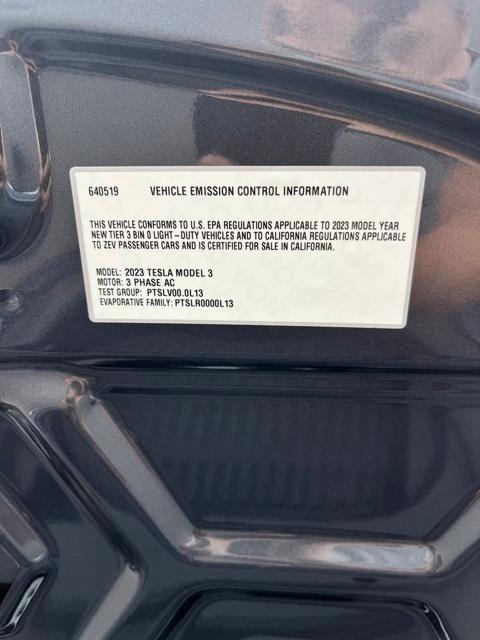 640519 VEHICLE EMISSION CONTROL INFORMATION
THIS VEHICLE CONFORMS TO U.S. EPA REGULATIONS APPLICABLE TO 2023 MODEL YEAR
NEW TIER 3 BIN 0 LIGHT-DUTY VEHICLES AND TO CALIFORNIA REGULATIONS APPLICABLE
TO ZEV PASSENGER CARS AND IS CERTIFIED FOR SALE IN CALIFORNIA.
MODEL: 2023 TESLA MODEL 3
MOTOR: 3 PHASE AC
TEST GROUP: PTSLV00.0L13
EVAPORATIVE FAMILY: PTSLR0000L13